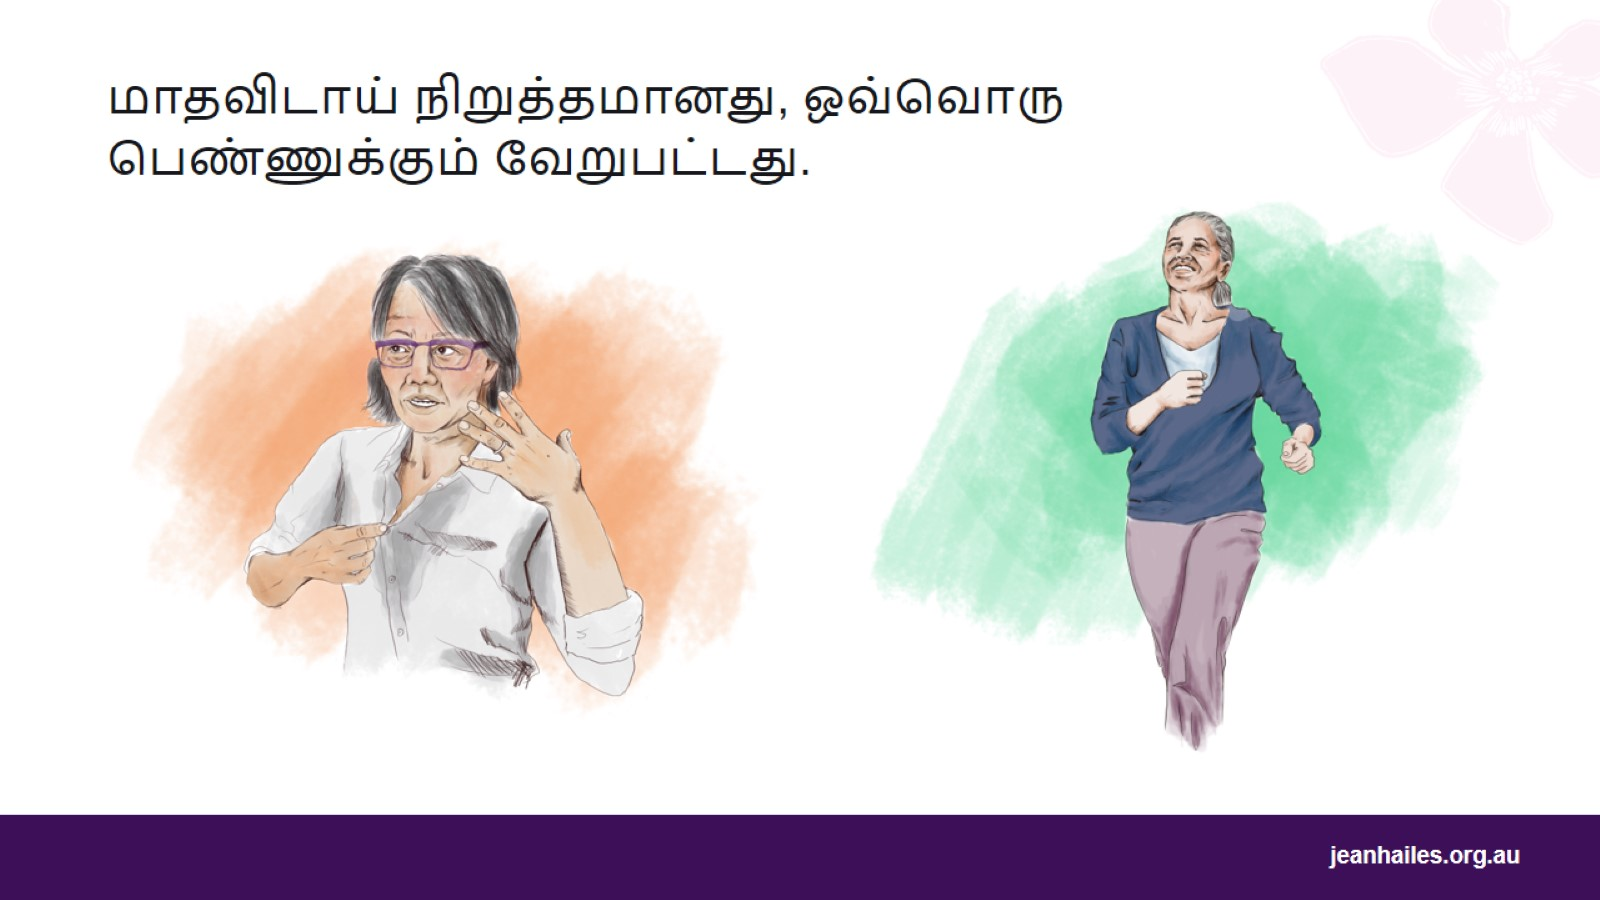 மாதவிடாய் நிறுத்தமானது, ஒவ்வொரு
பெண்ணுக்கும் வேறுபட்டது.
jeanhailes.org.au